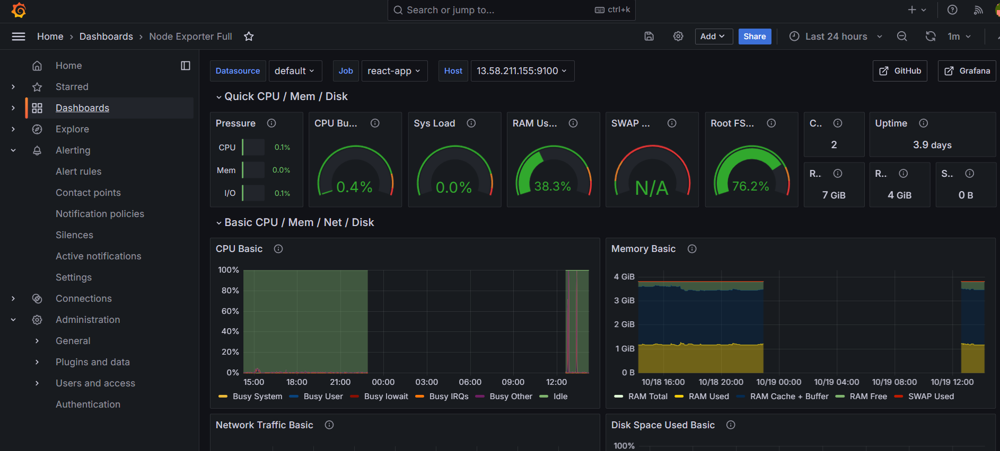 Search or jump to... ctrl+k
Home › Dashboards › Node Exporter Full
Add
Share
Last 24 hours
1m
Home
Starred
Dashboards
Explore
Alerting
Alert rules
Contact points
Notification policies
Silences
Active notifications
Settings
Connections
Administration
General
Plugins and data
Users and access
Authentication
Datasource default Job react-app Host 13.58.211.155:9100 GitHub Grafana
Quick CPU / Mem / Disk
Pressure
CPU 0.1%
Mem 0.0%
I/O 0.1%
CPU Bu...
0.4%
Sys Load
0.0%
RAM Us...
38.3%
SWAP ...
N/A
Root FS...
76.2%
C..
2
Uptime
3.9 days
R..
7 GiB
R..
4 GiB
S..
0 B
Basic CPU / Mem / Net / Disk
CPU Basic
100%
80%
60%
40%
20%
0%
15:00 18:00 21:00 00:00 03:00 06:00 09:00 12:00
Busy System Busy User Busy Iowait Busy IRQs Busy Other Idle
Memory Basic
4 GiB
3 GiB
2 GiB
1 GiB
0 B
10/18 16:00 10/18 20:00 10/19 00:00 10/19 04:00 10/19 08:00 10/19 12:00
RAM Total RAM Used RAM Cache + Buffer RAM Free SWAP Used
Network Traffic Basic
Disk Space Used Basic
100%